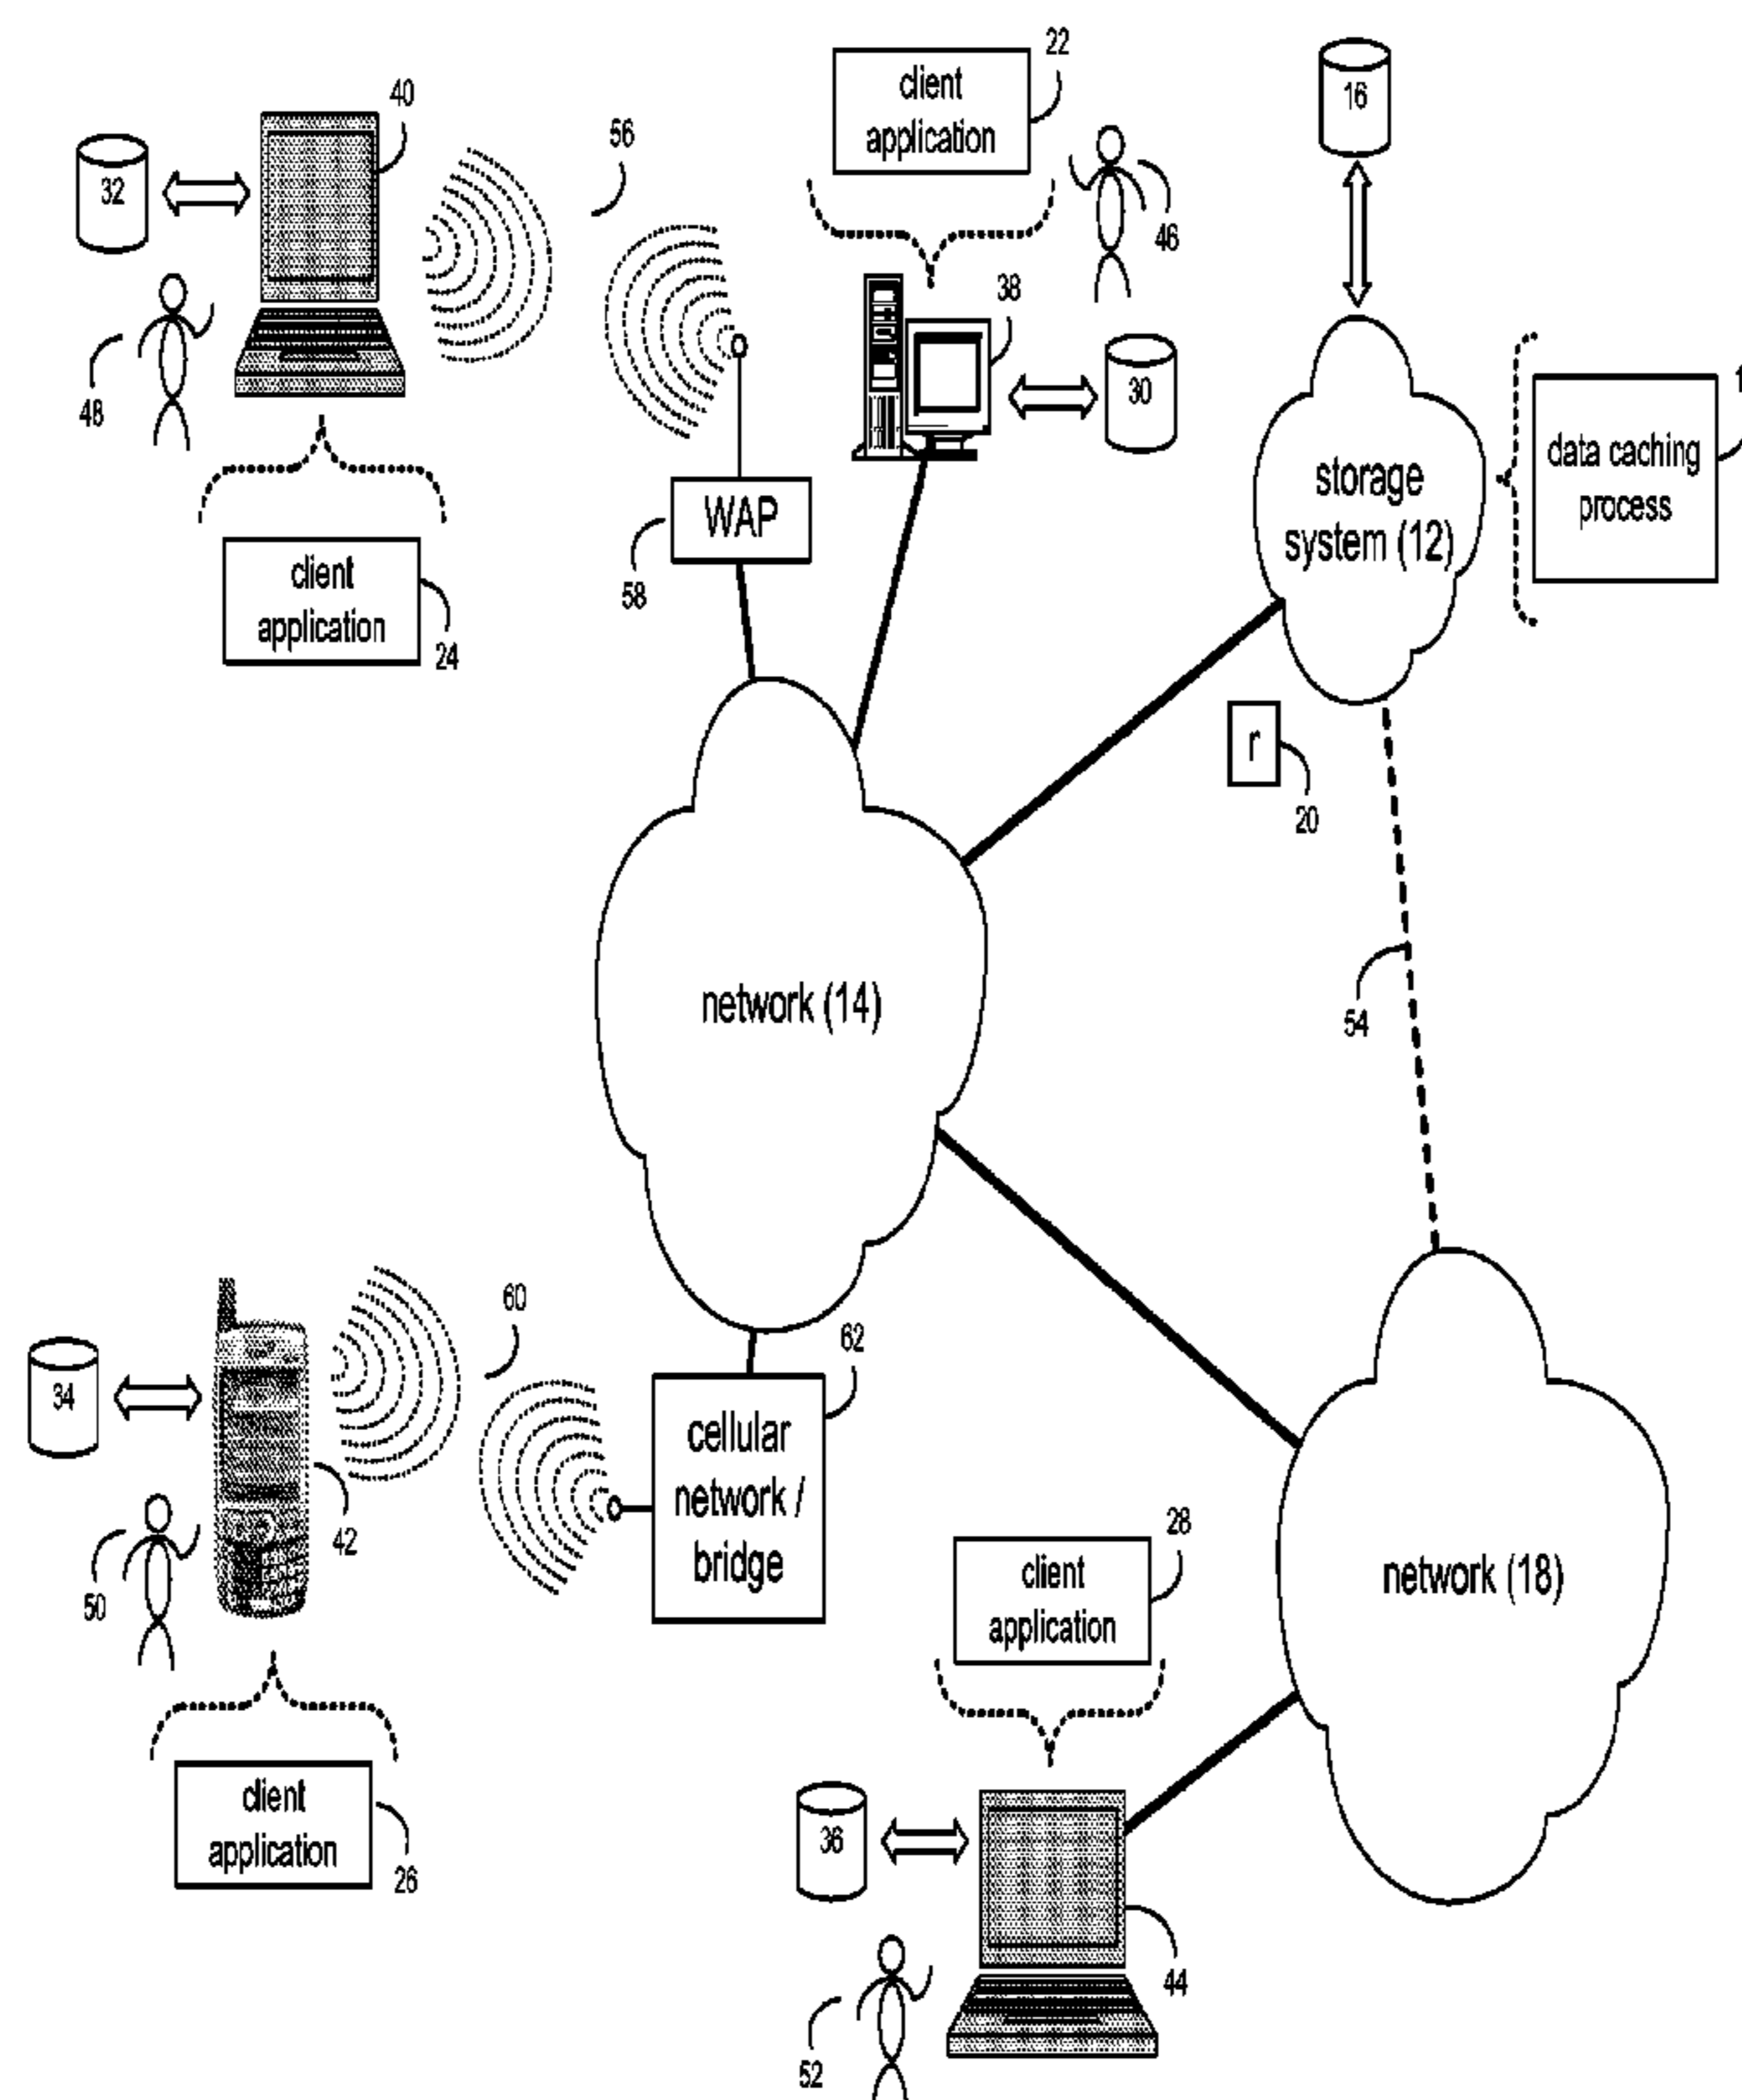 22
client
application
16
40
56
32
46
38
48
30
data caching
process
storage
system (12)
WAP
58
client
application
24
r
20
network (14)
54
60
62
34
cellular
network /
bridge
42
50
28
client
application
network (18)
client
application
26
36
44
52